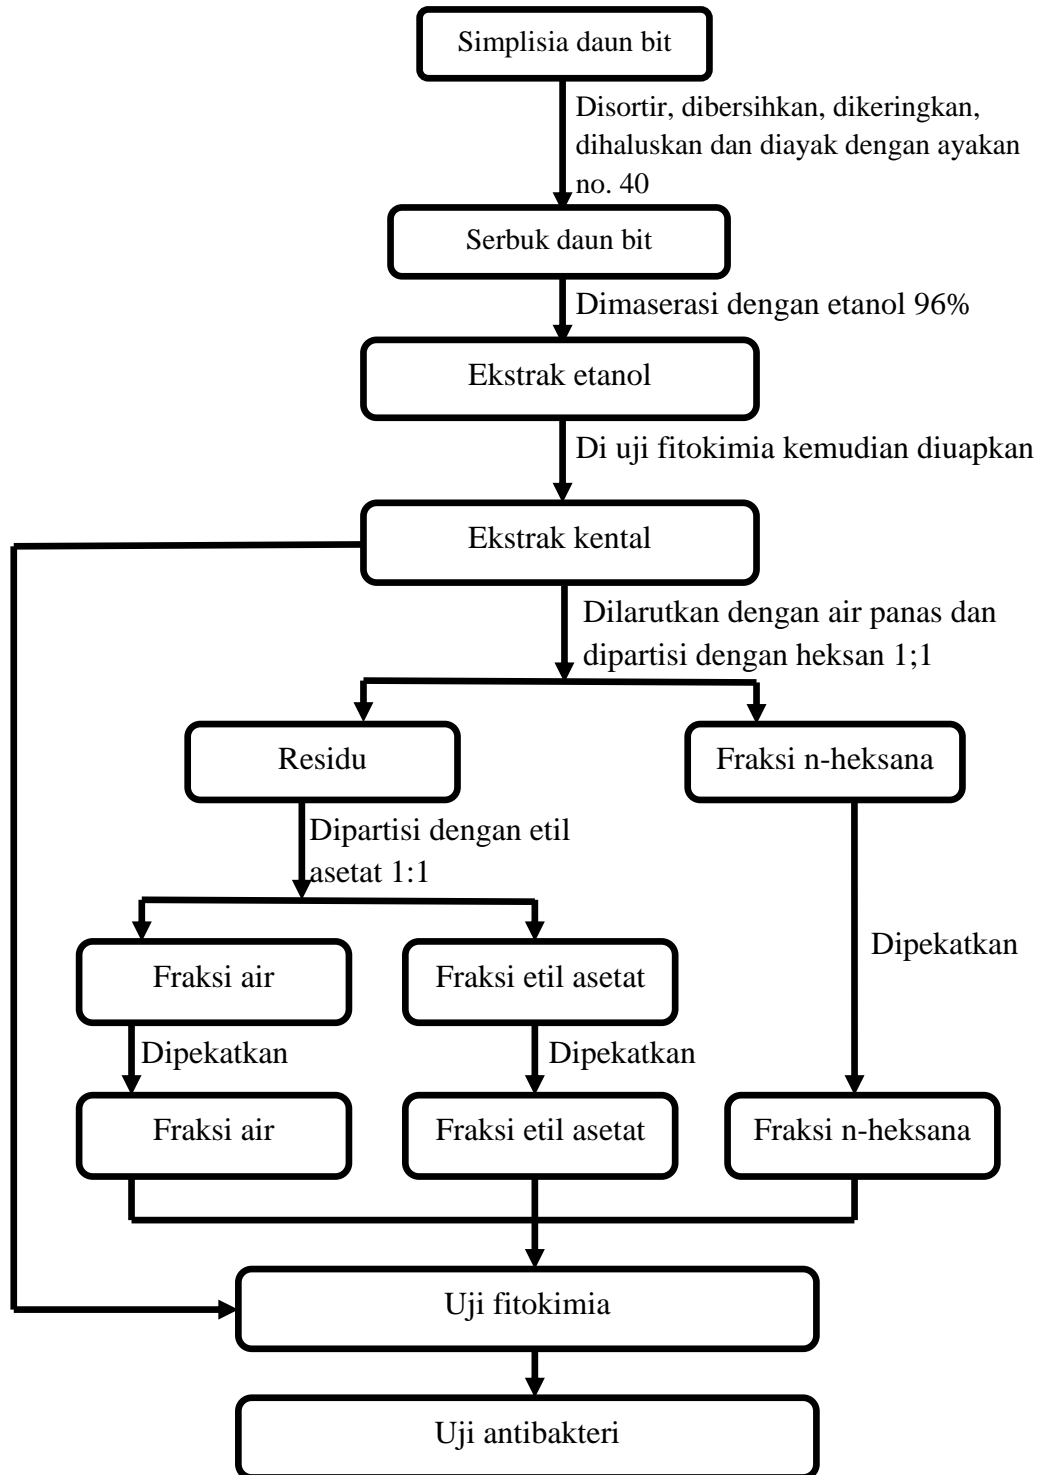 Simplisia daun bit
Disortir, dibersihkan, dikeringkan,
dihaluskan dan diayak dengan ayakan
no. 40
Serbuk daun bit
Dimaserasi dengan etanol 96%
Ekstrak etanol
Di uji fitokimia kemudian diuapkan
Ekstrak kental
Dilarutkan dengan air panas dan
dipartisi dengan heksan 1;1
Residu
Fraksi n-heksana
Dipartisi dengan etil
asetat 1:1
Dipekatkan
Fraksi air
Fraksi etil asetat
Dipekatkan
Dipekatkan
Fraksi air
Fraksi etil asetat
Fraksi n-heksana
Uji fitokimia
Uji antibakteri